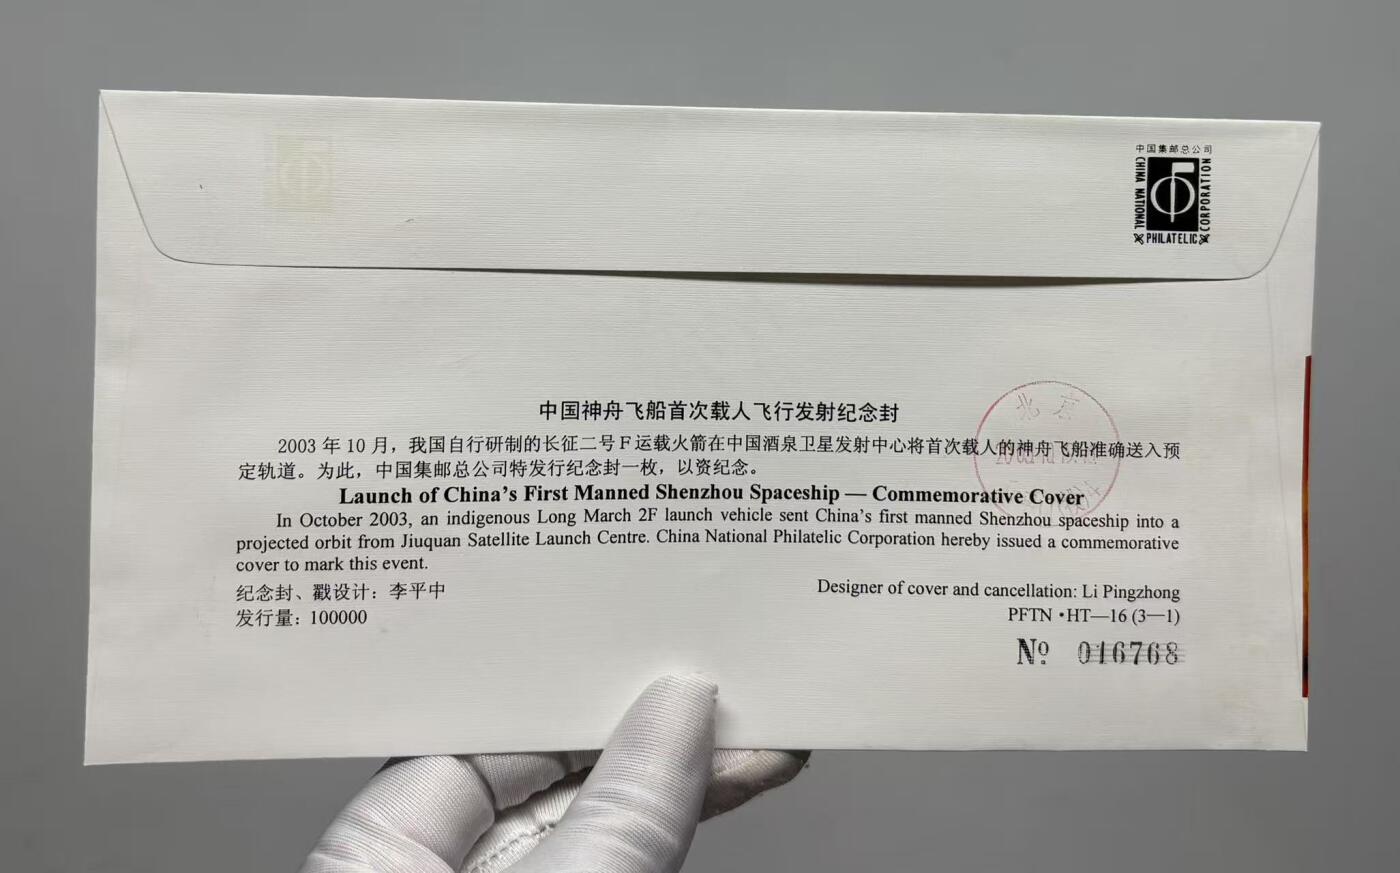 中国集邮总公司
CHINA NATIONAL
PHILATELIC
CORPORATION
北京
中国神舟飞船首次载人飞行发射纪念封
2003 年 10 月，我国自行研制的长征二号F运载火箭在中国酒泉卫星发射中心将首次载人的神舟飞船准确送入预
定轨道。为此，中国集邮总公司特发行纪念封一枚，以资纪念。
Launch of China's First Manned Shenzhou Spaceship — Commemorative Cover
In October 2003, an indigenous Long March 2F launch vehicle sent China's first manned Shenzhou spaceship into a
projected orbit from Jiuquan Satellite Launch Centre. China National Philatelic Corporation hereby issued a commemorative
cover to mark this event.
纪念封、戳设计：李平中
Designer of cover and cancellation: Li Pingzhong
发行量：100000
PFTN •HT—16 (3—1)
Nº 016768